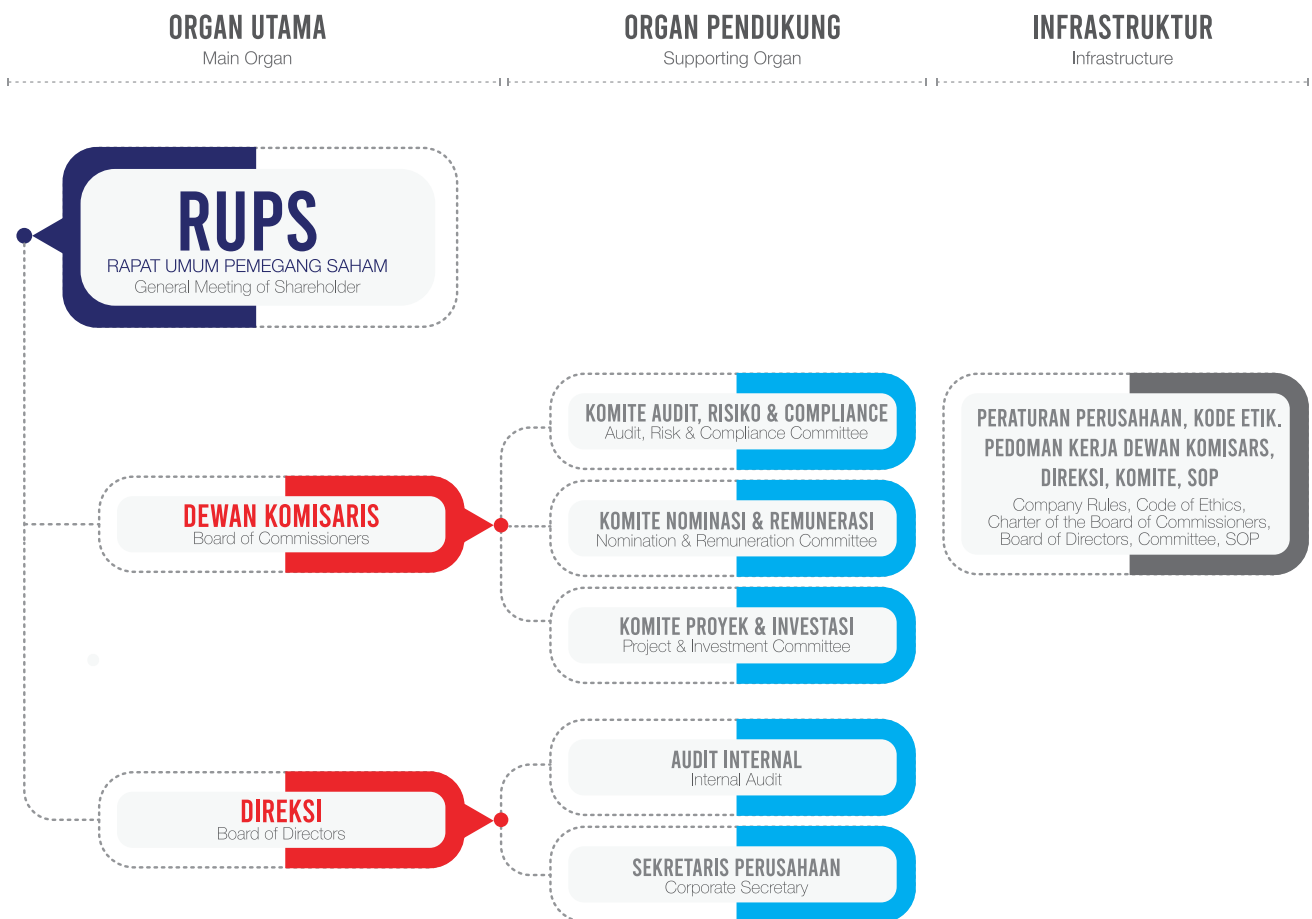 ORGAN UTAMA
Main Organ
ORGAN PENDUKUNG
Supporting Organ
INFRASTRUKTUR
Infrastructure
RUPS
RAPAT UMUM PEMEGANG SAHAM
General Meeting of Shareholder
DEWAN KOMISARIS
Board of Commissioners
KOMITE AUDIT, RISIKO & COMPLIANCE
Audit, Risk & Compliance Committee
KOMITE NOMINASI & REMUNERASI
Nomination & Remuneration Committee
KOMITE PROYEK & INVESTASI
Project & Investment Committee
PERATURAN PERUSAHAAN, KODE ETIK.
PEDOMAN KERJA DEWAN KOMISARS,
DIREKSI, KOMITE, SOP
Company Rules, Code of Ethics,
Charter of the Board of Commissioners,
Board of Directors, Committee, SOP
DIREKSI
Board of Directors
AUDIT INTERNAL
Internal Audit
SEKRETARIS PERUSAHAAN
Corporate Secretary